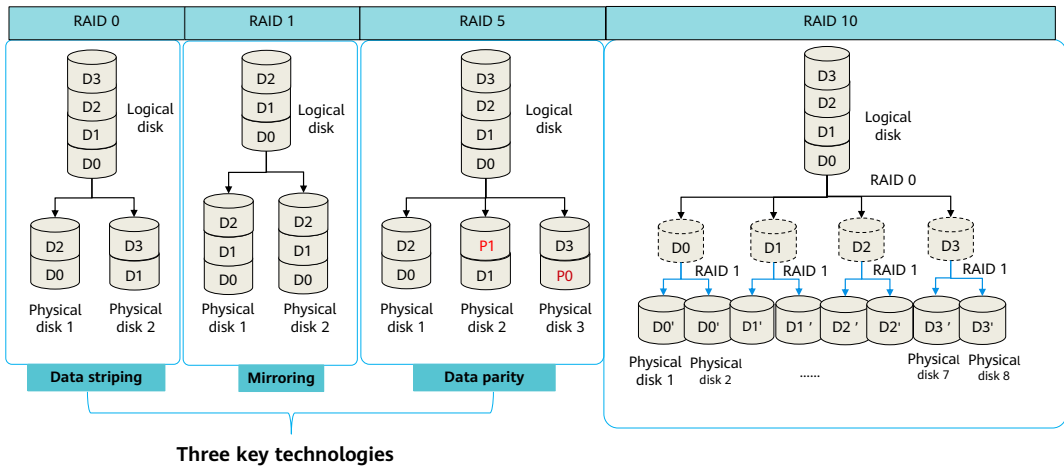 RAID 0
RAID 1
RAID 5
RAID 10
D3
D2
D1
D0
Logical
disk
D2
D0
D3
D1
Physical
disk 1
Physical
disk 2
Data striping
D2
D1
D0
Logical
disk
D2
D1
D0
D2
D1
D0
Physical
disk 1
Physical
disk 2
Mirroring
D3
D2
D1
D0
Logical
disk
D2
D0
P1
D1
D3
P0
Physical
disk 1
Physical
disk 2
Physical
disk 3
Data parity
Three key technologies
D3
D2
D1
D0
Logical
disk
RAID 0
D0
D1
D2
D3
RAID 1
RAID 1
RAID 1
RAID 1
D0'
D0'
D1'
D1 '
D2 '
D2'
D3 '
D3'
Physical
disk 1
Physical
disk 2
......
Physical
disk 7
Physical
disk 8